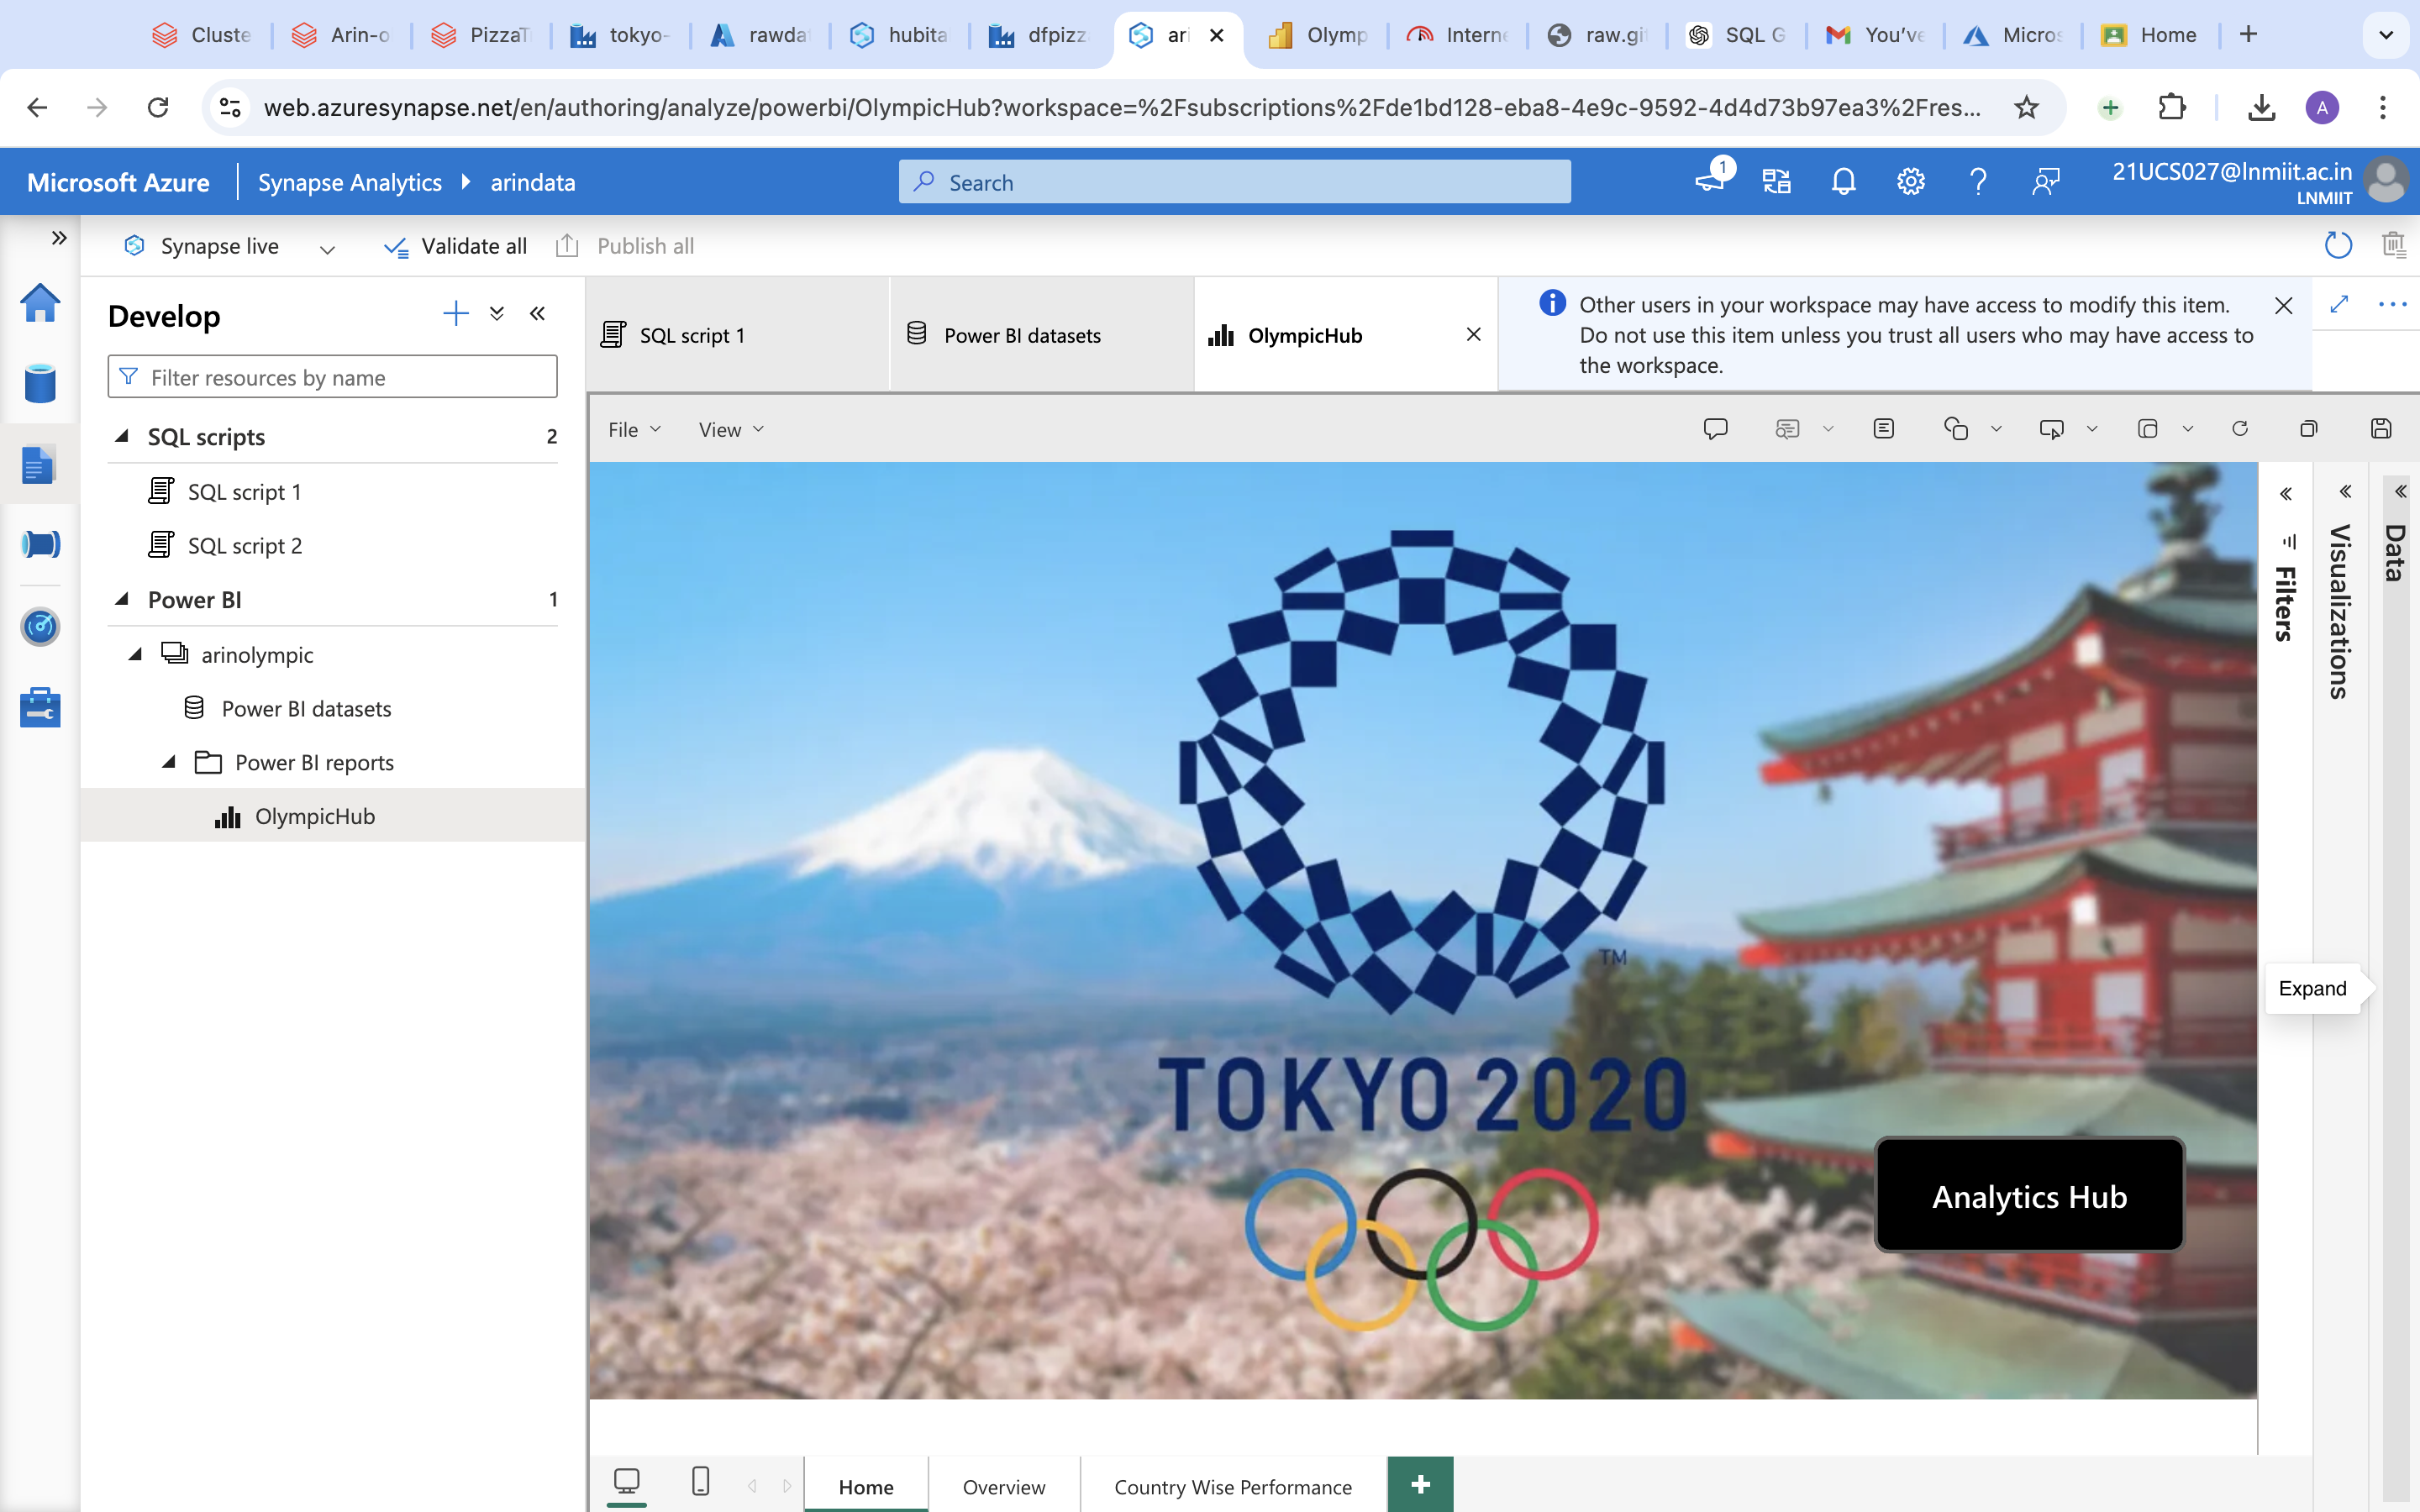 Cluste
Arin-o
PizzaT
tokyo-
rawda
hubita
dfpizz
ari
Olymp
Intern
raw.gi
SQL G
You've
Micros
Home
web.azuresynapse.net/en/authoring/analyze/powerbi/OlympicHub?workspace=%2Fsubscriptions%2Fde1bd128-eba8-4e9c-9592-4d4d73b97ea3%2Fres...
A
Microsoft Azure
Synapse Analytics
arindata
Search
1
21UCS027@lnmiit.ac.in
LNMIIT
Synapse live
Validate all
Publish all
Develop
Filter resources by name
SQL scripts 2
SQL script 1
SQL script 2
Power BI 1
arinolympic
Power BI datasets
Power BI reports
OlympicHub
SQL script 1
Power BI datasets
OlympicHub
Other users in your workspace may have access to modify this item.
Do not use this item unless you trust all users who may have access to
the workspace.
File
View
TM
TOKYO 2020
Analytics Hub
Filters
Visualizations
Data
Expand
Home
Overview
Country Wise Performance